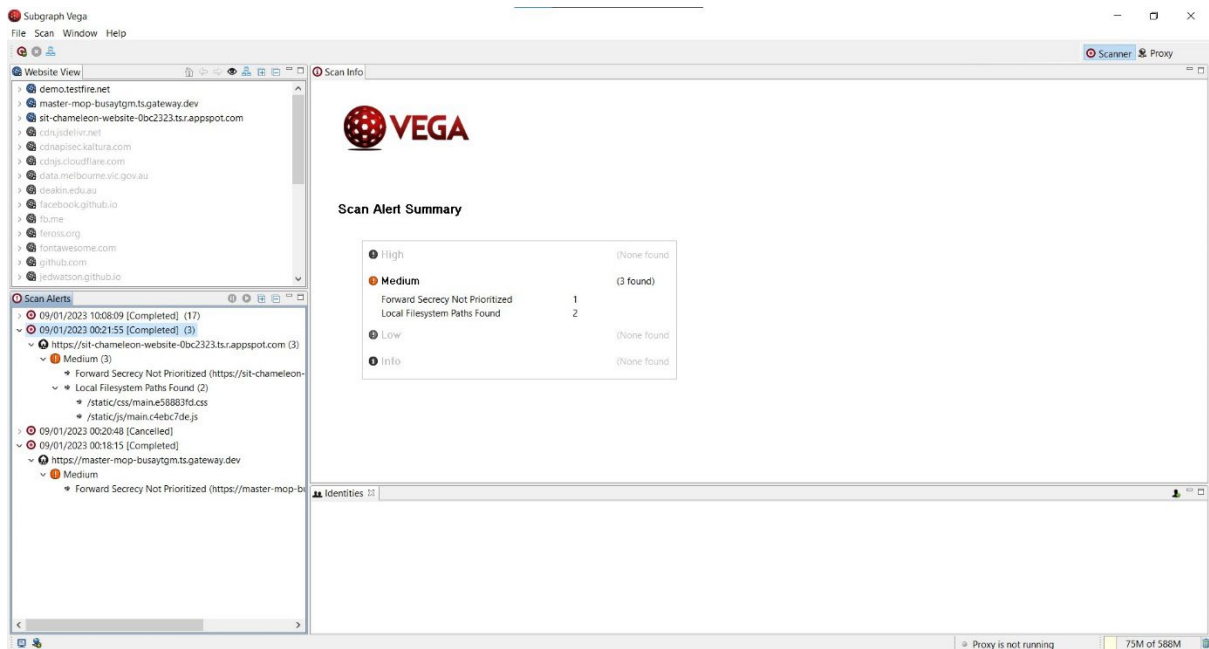 Subgraph Vega
File Scan Window Help
Scanner Proxy
Website View
demo.testfire.net
master-mop-busaytgm.ts.gateway.dev
sit-chameleon-website-0bc2323.ts.r.appspot.com
cdn.jsdelivr.net
cdnapisec.kaltura.com
cdnjs.cloudflare.com
data.melbourne.vic.gov.au
deakin.edu.au
facebook.github.io
fb.me
feross.org
fontawesome.com
github.com
jedwatson.github.io
Scan Alerts
09/01/2023 10:08:09 [Completed] (17)
09/01/2023 00:21:55 [Completed] (3)
https://sit-chameleon-website-0bc2323.ts.r.appspot.com (3)
Medium (3)
Forward Secrecy Not Prioritized (https://sit-chameleon-
Local Filesystem Paths Found (2)
/static/css/main.e58883fd.css
/static/js/main.c4ebc7de.js
09/01/2023 00:20:48 [Cancelled]
09/01/2023 00:18:15 [Completed]
https://master-mop-busaytgm.ts.gateway.dev
Medium
Forward Secrecy Not Prioritized (https://master-mop-bu
Scan Info
VEGA
Scan Alert Summary
High (None found
Medium (3 found)
Forward Secrecy Not Prioritized 1
Local Filesystem Paths Found 2
Low (None found
Info (None found
Identities
Proxy is not running 75M of 588M